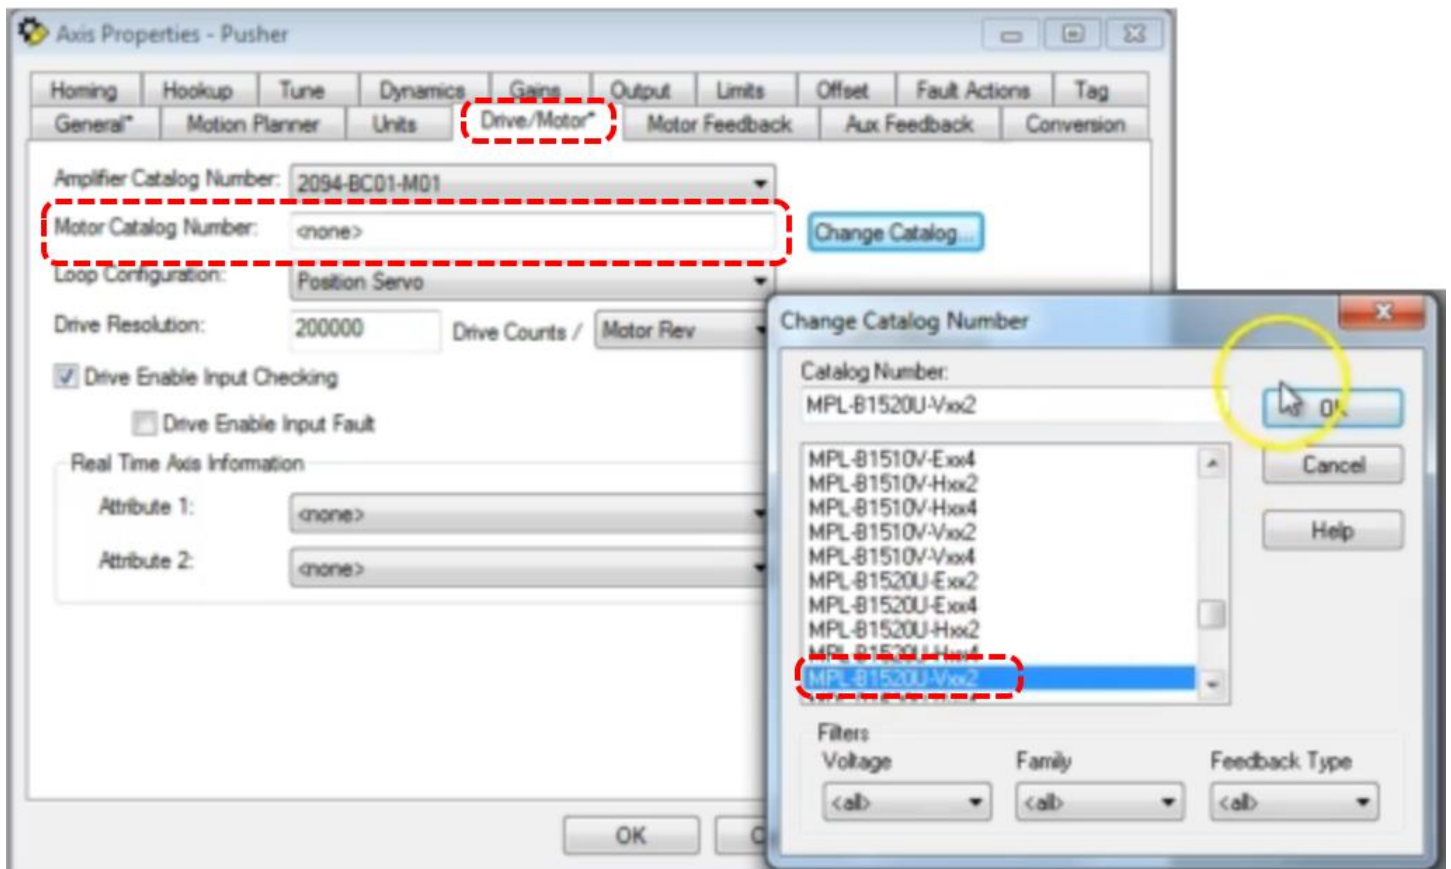 Axis Properties - Pusher
Homing Hookup Tune Dynamics Gains Output Limits Offset Fault Actions Tag
General* Motion Planner Units Drive/Motor* Motor Feedback Aux Feedback Conversion
Amplifier Catalog Number: 2094-BC01-M01
Motor Catalog Number: <none> Change Catalog...
Loop Configuration: Position Servo
Drive Resolution: 200000 Drive Counts / Motor Rev
Drive Enable Input Checking
Drive Enable Input Fault
Real Time Axis Information
Attribute 1: <none>
Attribute 2: <none>
OK
Change Catalog Number
Catalog Number:
MPL-B1520U-Vxx2 OK
MPL-B1510V-Exx4
MPL-B1510V-Hxx2
MPL-B1510V-Hxx4
MPL-B1510V-Vxx2
MPL-B1510V-Vxx4
MPL-B1520U-Exx2
MPL-B1520U-Exx4
MPL-B1520U-Hxx2
MPL-B1520U-Hxx4
MPL-B1520U-Vxx2
Cancel
Help
Filters
Voltage Family Feedback Type
<all> <all> <all>